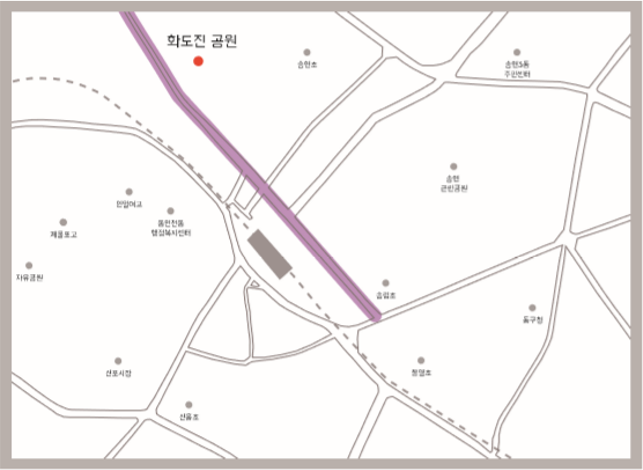 화도진 공원
송현초
송현3동
주민센터
송현
근린공원
인일여고
동인천동
행정복지센터
제물포고
자유공원
송림초
동구청
신포시장
창영초
신흥초